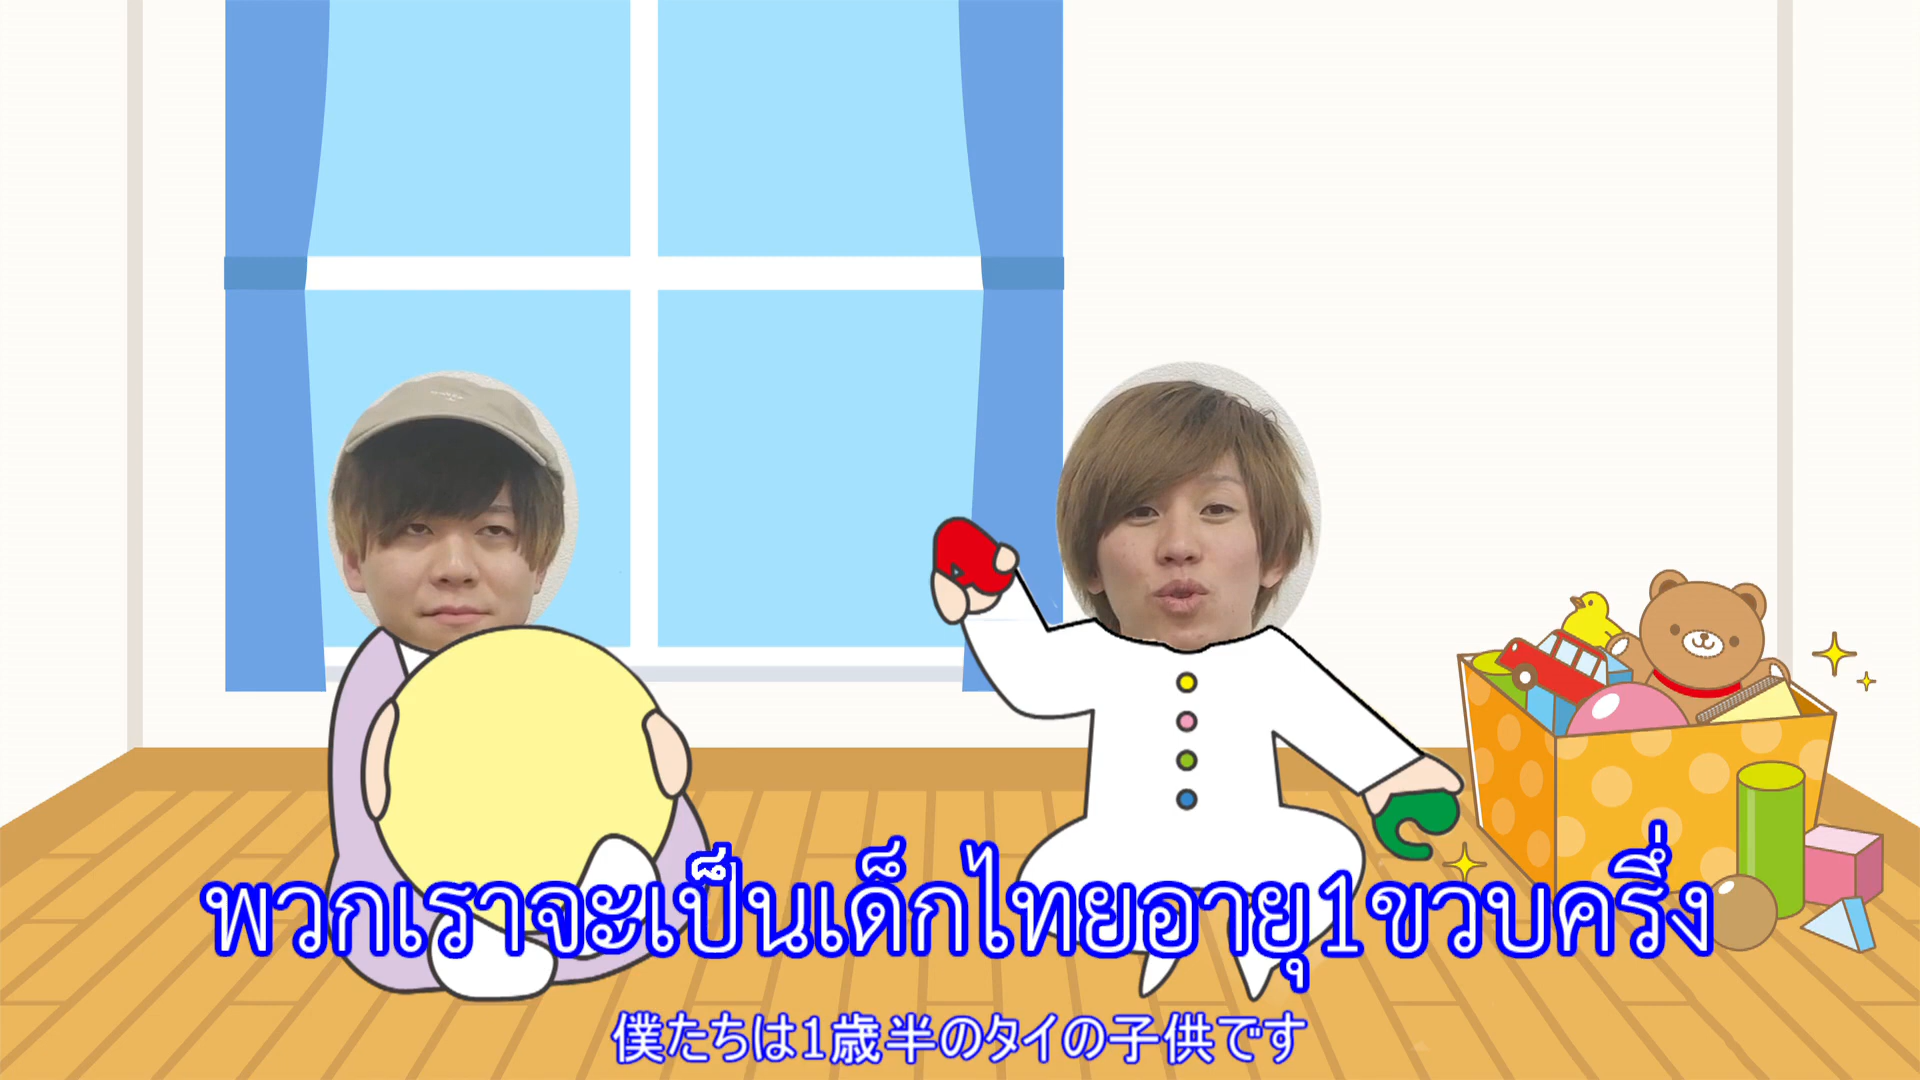 พวกเราจะเป็นเด็กไทยอายุ1ขวบครึ่ง
僕たちは1歳半のタイの子供です